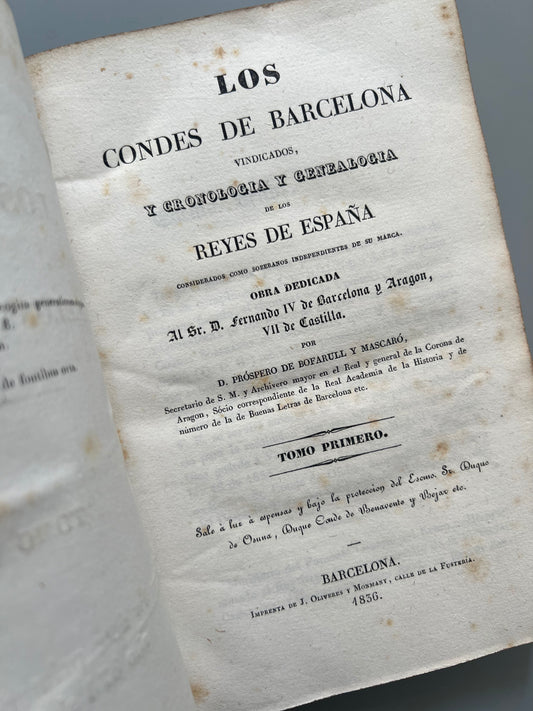 LOS
CONDES DE BARCELONA
VINDICADOS,
Y CRONOLOGIA Y GENEALOGIA
DE LOS
REYES DE ESPAÑA
CONSIDERADOS COMO SOBERANOS INDEPENDIENTES DE SU MARCA.
OBRA DEDICADA
Al Sr. D. Fernando IV de Barcelona y Aragon,
VII de Castilla.
POR
D. PRÓSPERO DE BOFARULL Y MASCARÓ,
Secretario de S. M. y Archivero mayor en el Real y general de la Corona de
Aragon, Sócio correspondiente de la Real Academia de la Historia y de
número de la de Buenas Letras de Barcelona etc.
TOMO PRIMERO.
Sale á luz á espensas y bajo la proteccion del Escmo. Sr. Duque
de Osuna, Duque Conde de Benavente y Bejar etc.
BARCELONA.
IMPRENTA DE J. OLIVERES Y MONMANY, CALLE DE LA FUSTERIA.
1836.
de fontibus